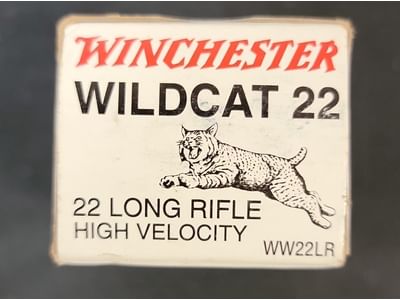 WINCHESTER
WILDCAT 22
22 LONG RIFLE
HIGH VELOCITY
WW22LR